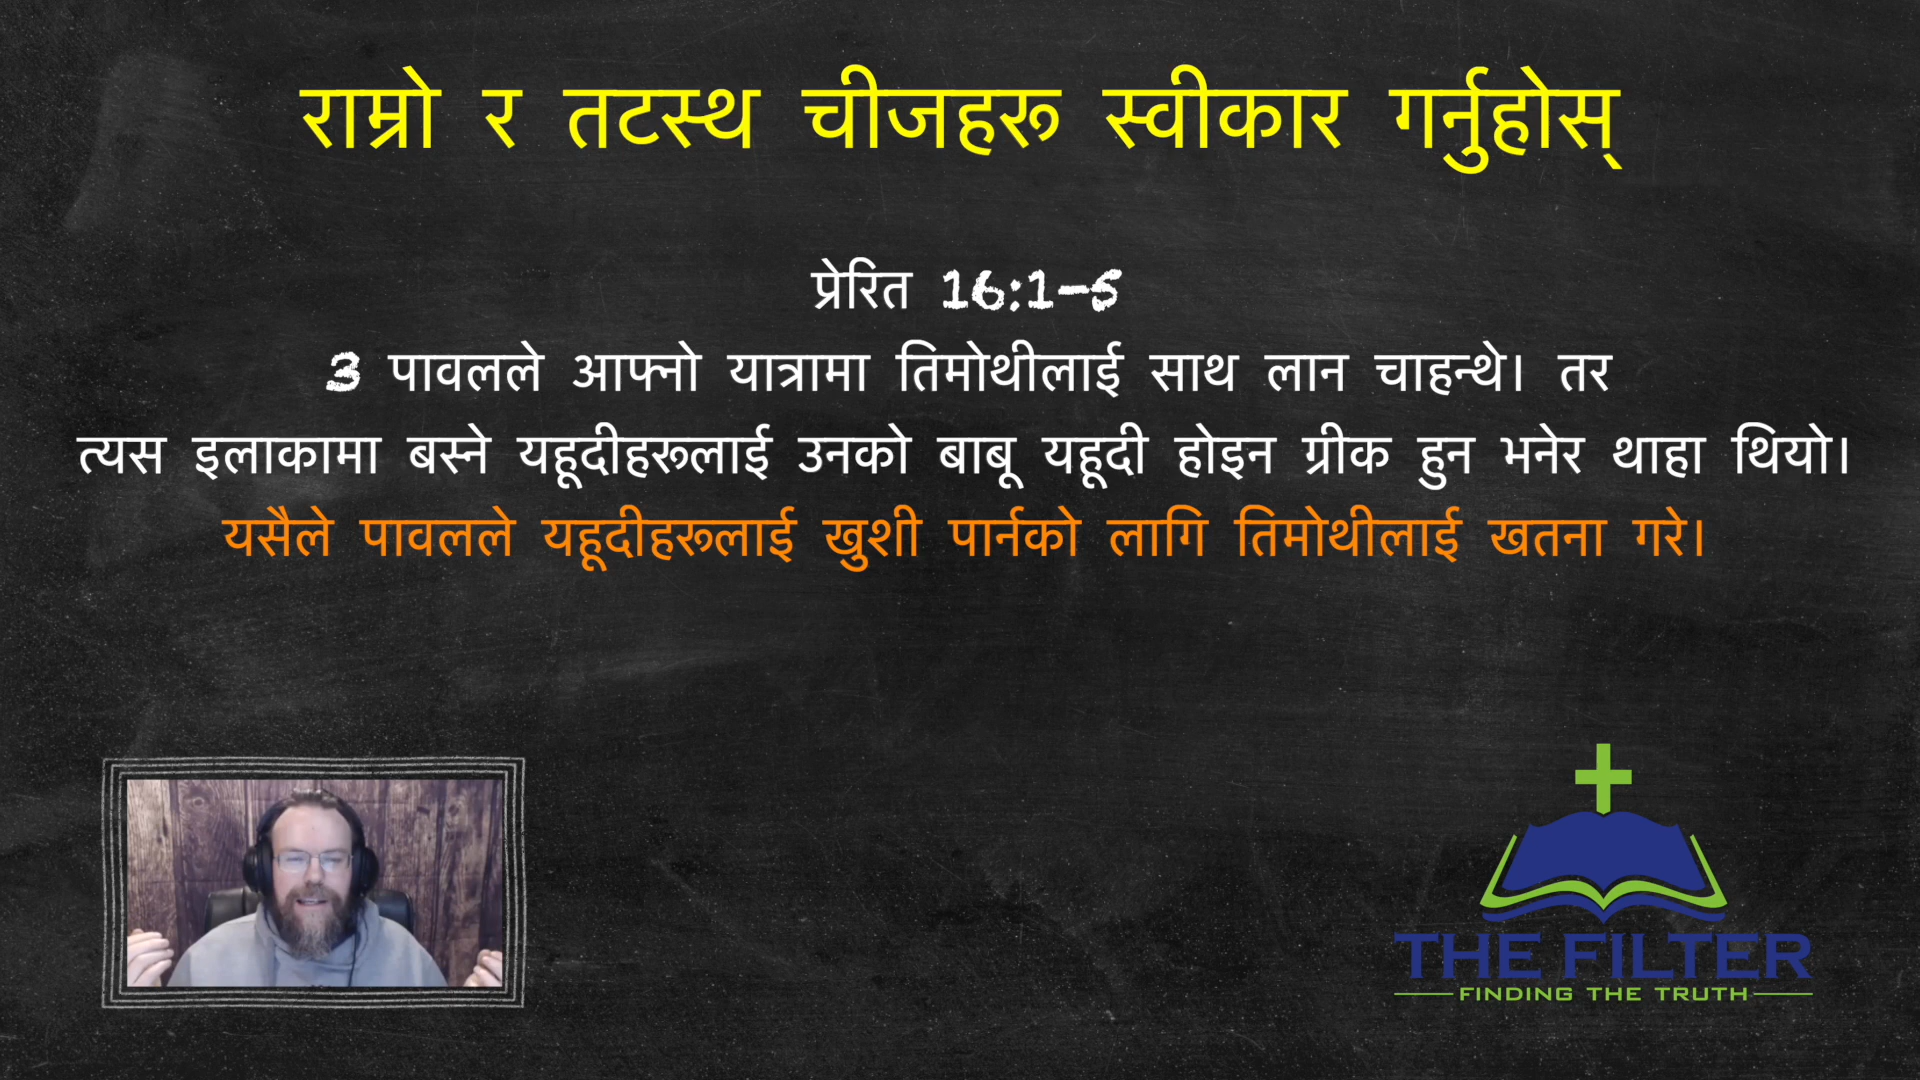 राम्रो र तटस्थ चीजहरू स्वीकार गर्नुहोस्
प्रेरित 16:1-5
3 पावलले आफ्नो यात्रामा तिमोथीलाई साथ लान चाहन्थे। तर
त्यस इलाकामा बस्ने यहूदीहरूलाई उनको बाबू यहूदी होइन ग्रीक हुन भनेर थाहा थियो।
यसैले पावलले यहूदीहरूलाई खुशी पार्नको लागि तिमोथीलाई खतना गरे।
THE FILTER
FINDING THE TRUTH